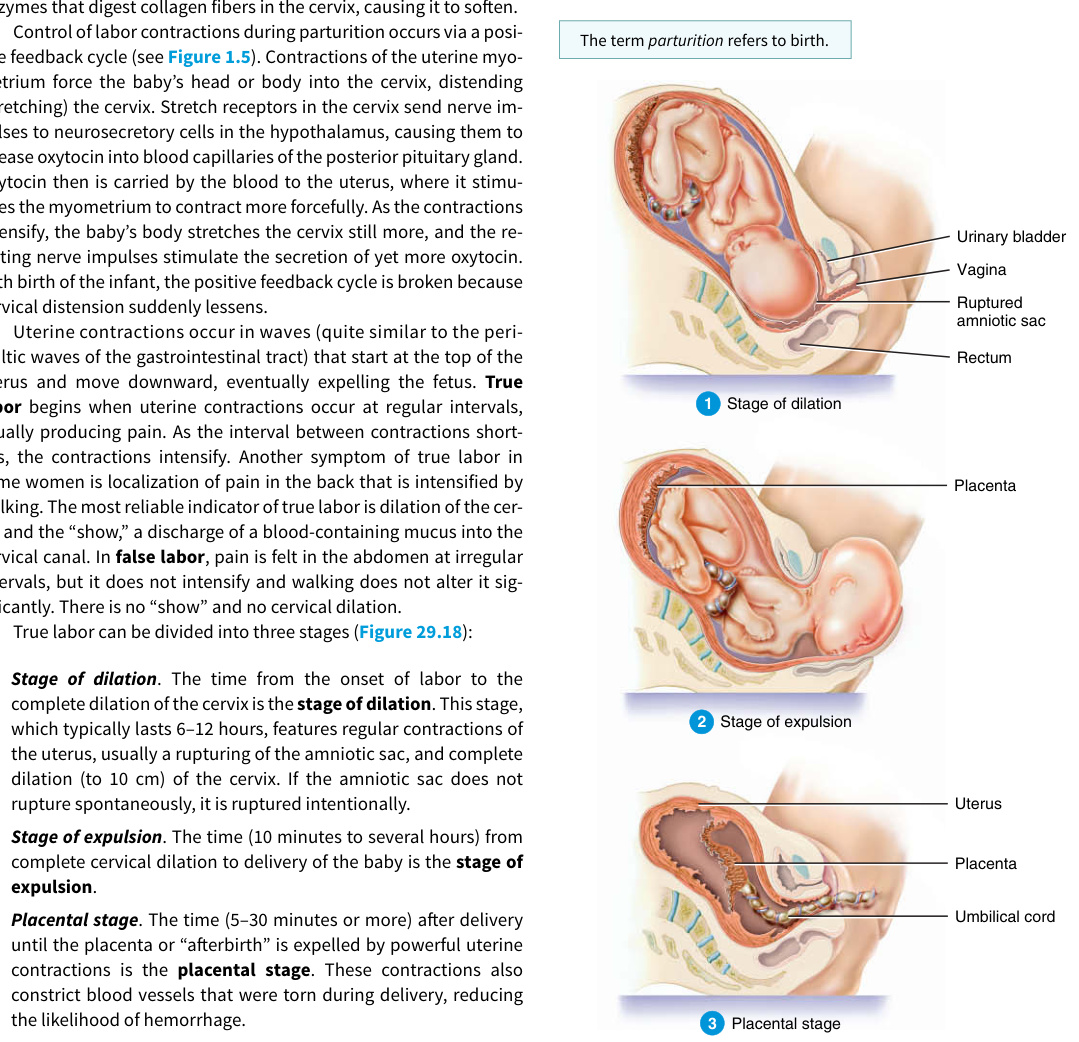 zymes that digest collagen fibers in the cervix, causing it to soften.
Control of labor contractions during parturition occurs via a posi-
e feedback cycle (see Figure 1.5). Contractions of the uterine myo-
etrium force the baby’s head or body into the cervix, distending
retching) the cervix. Stretch receptors in the cervix send nerve im-
lses to neurosecretory cells in the hypothalamus, causing them to
ease oxytocin into blood capillaries of the posterior pituitary gland.
ytocin then is carried by the blood to the uterus, where it stimu-
es the myometrium to contract more forcefully. As the contractions
ensify, the baby’s body stretches the cervix still more, and the re-
ting nerve impulses stimulate the secretion of yet more oxytocin.
th birth of the infant, the positive feedback cycle is broken because
rvical distension suddenly lessens.
Uterine contractions occur in waves (quite similar to the peri-
ltic waves of the gastrointestinal tract) that start at the top of the
erus and move downward, eventually expelling the fetus. True
bor begins when uterine contractions occur at regular intervals,
ually producing pain. As the interval between contractions short-
s, the contractions intensify. Another symptom of true labor in
me women is localization of pain in the back that is intensified by
lking. The most reliable indicator of true labor is dilation of the cer-
and the “show,” a discharge of a blood-containing mucus into the
rvical canal. In false labor, pain is felt in the abdomen at irregular
ervals, but it does not intensify and walking does not alter it sig-
icantly. There is no “show” and no cervical dilation.
True labor can be divided into three stages (Figure 29.18):
Stage of dilation. The time from the onset of labor to the
complete dilation of the cervix is the stage of dilation. This stage,
which typically lasts 6–12 hours, features regular contractions of
the uterus, usually a rupturing of the amniotic sac, and complete
dilation (to 10 cm) of the cervix. If the amniotic sac does not
rupture spontaneously, it is ruptured intentionally.
Stage of expulsion. The time (10 minutes to several hours) from
complete cervical dilation to delivery of the baby is the stage of
expulsion.
Placental stage. The time (5–30 minutes or more) after delivery
until the placenta or “afterbirth” is expelled by powerful uterine
contractions is the placental stage. These contractions also
constrict blood vessels that were torn during delivery, reducing
the likelihood of hemorrhage.
The term parturition refers to birth.
Urinary bladder
Vagina
Ruptured
amniotic sac
Rectum
1 Stage of dilation
Placenta
2 Stage of expulsion
Uterus
Placenta
Umbilical cord
3 Placental stage